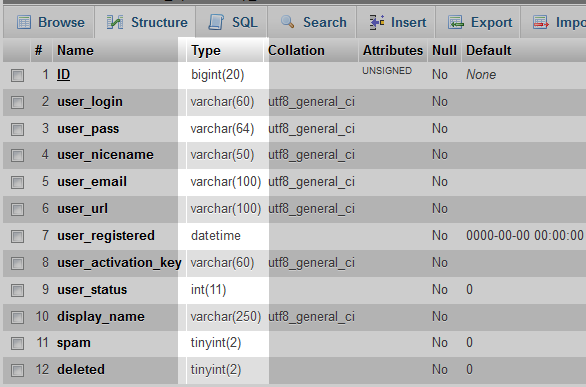 Browse Structure SQL Search Insert Export Impo
# Name Type Collation Attributes Null Default
1 ID bigint(20) UNSIGNED No None
2 user_login varchar(60) utf8_general_ci No
3 user_pass varchar(64) utf8_general_ci No
4 user_nicename varchar(50) utf8_general_ci No
5 user_email varchar(100) utf8_general_ci No
6 user_url varchar(100) utf8_general_ci No
7 user_registered datetime No 0000-00-00 00:00:00
8 user_activation_key varchar(60) utf8_general_ci No
9 user_status int(11) No 0
10 display_name varchar(250) utf8_general_ci No
11 spam tinyint(2) No 0
12 deleted tinyint(2) No 0